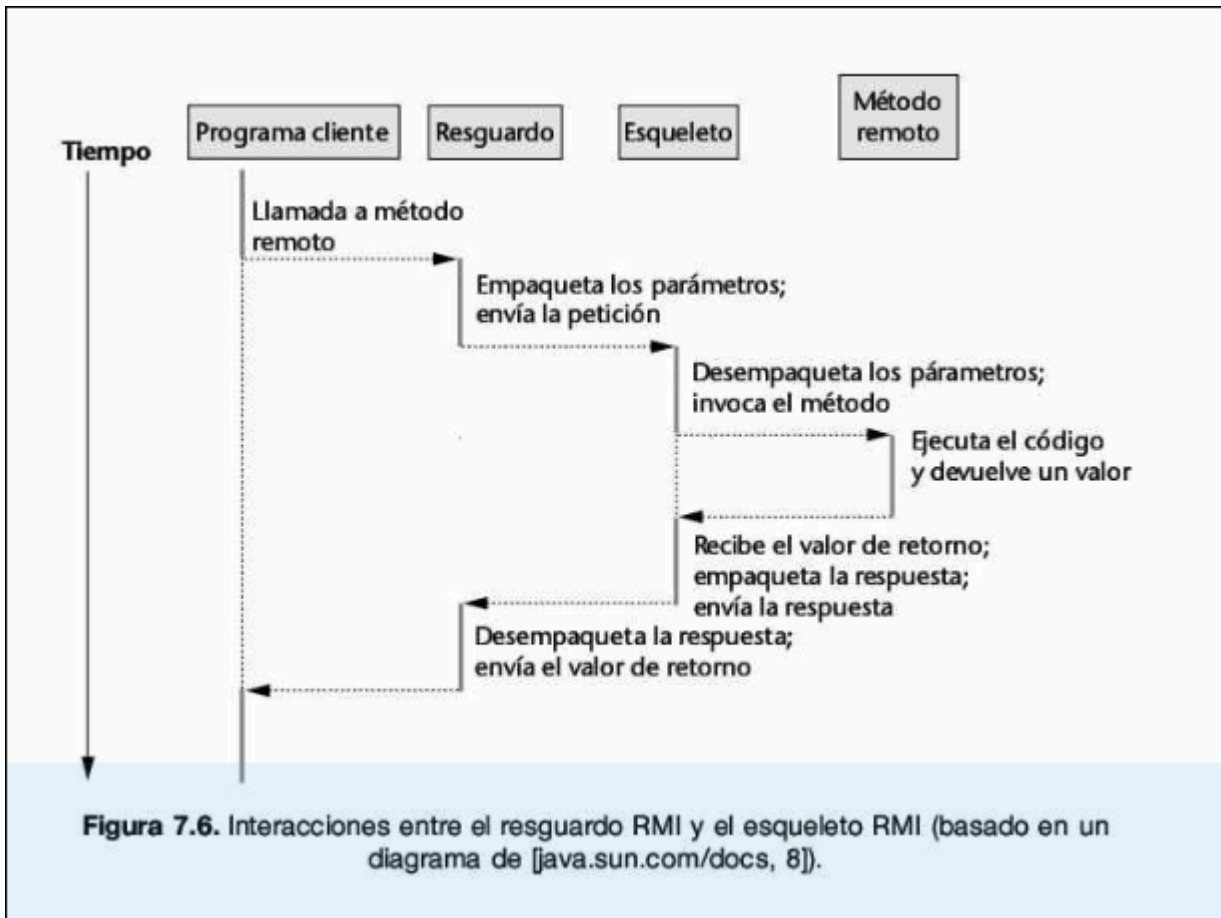 Tiempo
Programa cliente
Resguardo
Esqueleto
Método
remoto
Llamada a método
remoto
Empaqueta los parámetros;
envía la petición
Desempaqueta los párametros;
invoca el método
Ejecuta el código
y devuelve un valor
Recibe el valor de retorno;
empaqueta la respuesta;
envía la respuesta
Desempaqueta la respuesta;
envía el valor de retorno
Figura 7.6. Interacciones entre el resguardo RMI y el esqueleto RMI (basado en un
diagrama de [java.sun.com/docs, 8]).